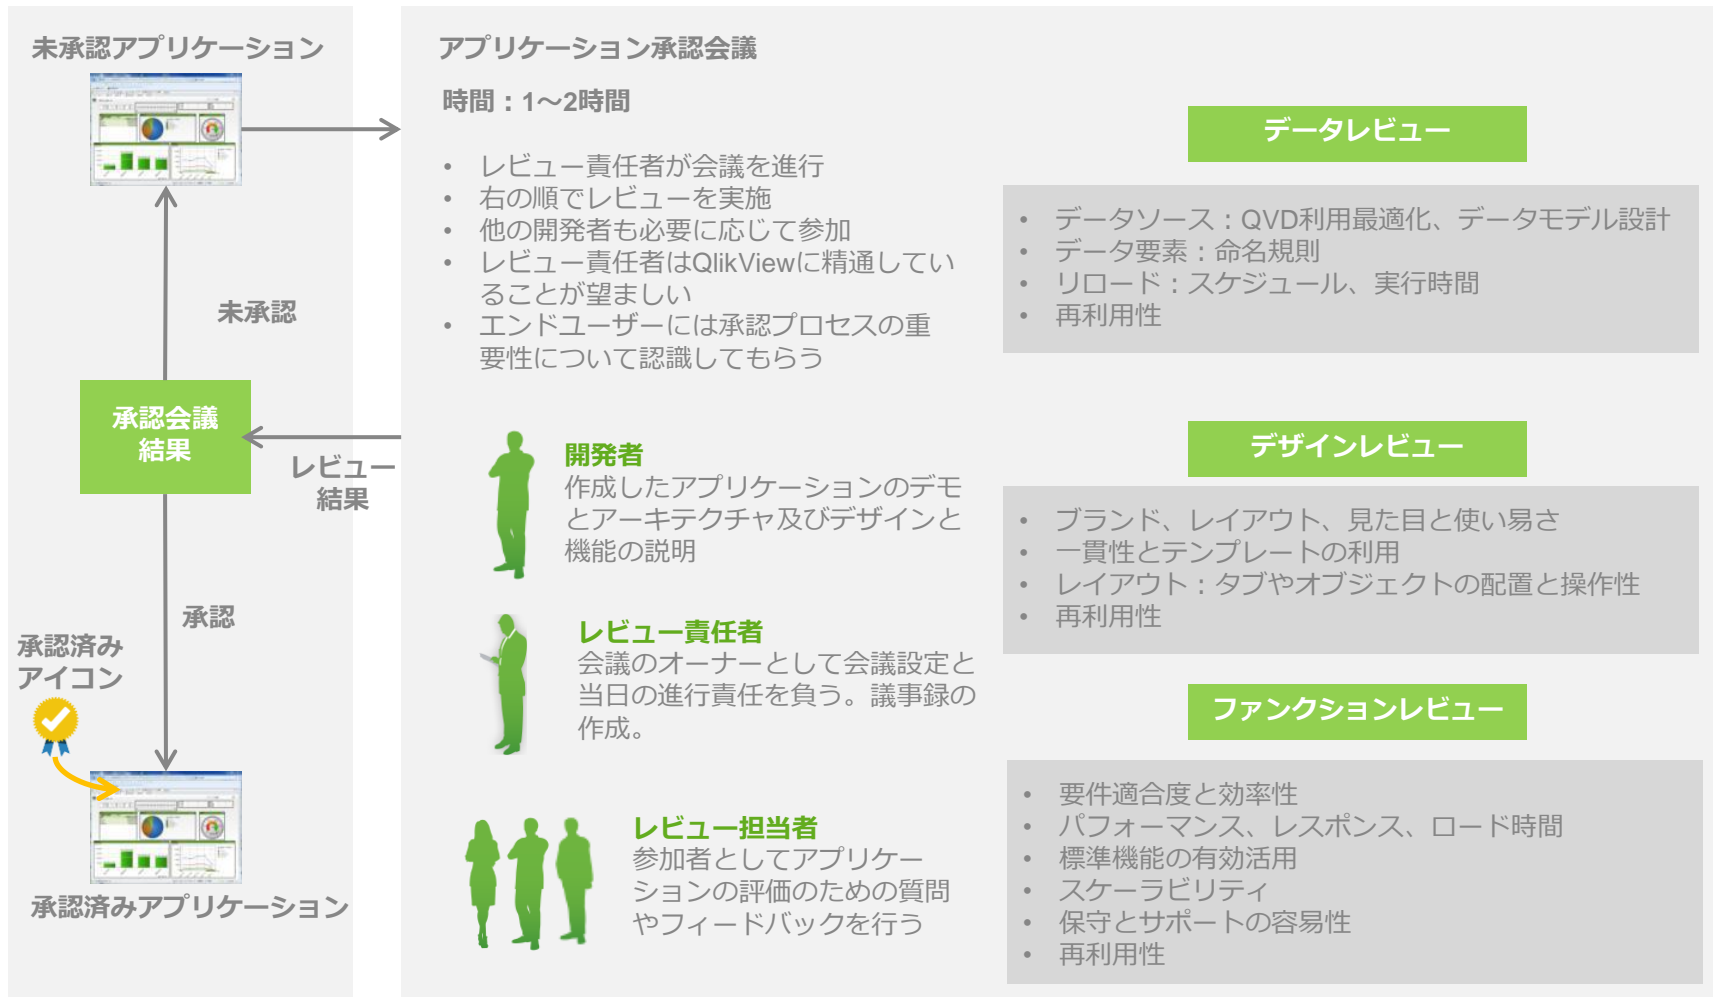 未承認アプリケーション
未承認
承認会議
結果
レビュー
結果
承認
承認済み
アイコン
承認済みアプリケーション
アプリケーション承認会議
時間：1～2時間
• レビュー責任者が会議を進行
• 右の順でレビューを実施
• 他の開発者も必要に応じて参加
• レビュー責任者はQlikViewに精通してい
ることが望ましい
• エンドユーザーには承認プロセスの重
要性について認識してもらう
開発者
作成したアプリケーションのデモ
とアーキテクチャ及びデザインと
機能の説明
レビュー責任者
会議のオーナーとして会議設定と
当日の進行責任を負う。議事録の
作成。
レビュー担当者
参加者としてアプリケー
ションの評価のための質問
やフィードバックを行う
データレビュー
• データソース：QVD利用最適化、データモデル設計
• データ要素：命名規則
• リロード：スケジュール、実行時間
• 再利用性
デザインレビュー
• ブランド、レイアウト、見た目と使い易さ
• 一貫性とテンプレートの利用
• レイアウト：タブやオブジェクトの配置と操作性
• 再利用性
ファンクションレビュー
• 要件適合度と効率性
• パフォーマンス、レスポンス、ロード時間
• 標準機能の有効活用
• スケーラビリティ
• 保守とサポートの容易性
• 再利用性